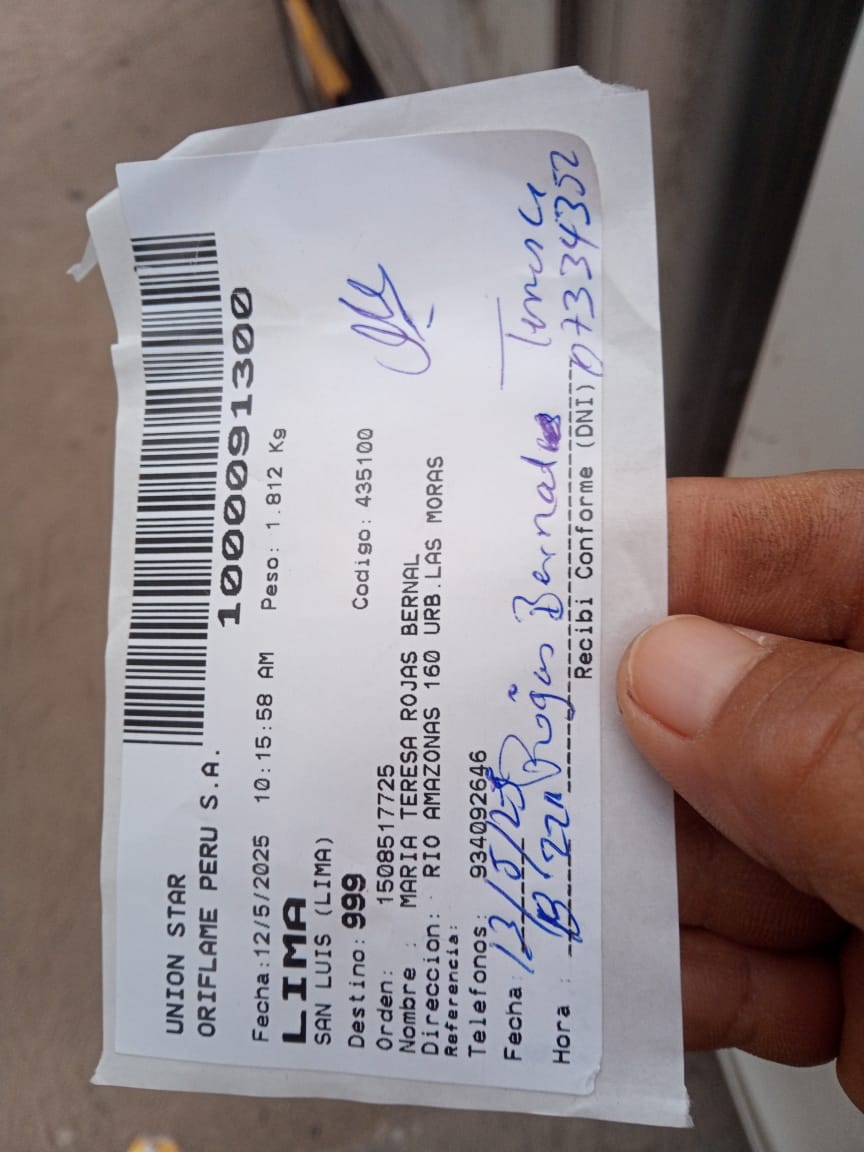 1000091300
UNION STAR
ORIFLAME PERU S.A.
Fecha:12/5/2025 10:15:58 AM Peso: 1.812 Kg
LIMA
SAN LUIS (LIMA)
Destino: 999 Codigo: 435100
Orden: 1508517725
Nombre : MARIA TERESA ROJAS BERNAL
Direccion: RIO AMAZONAS 160 URB.LAS MORAS
Referencia:
Telefonos: 934092646
Fecha: 13/5/25
Hora : Rojas Bernal
Recibi Conforme (DNI) 07334352